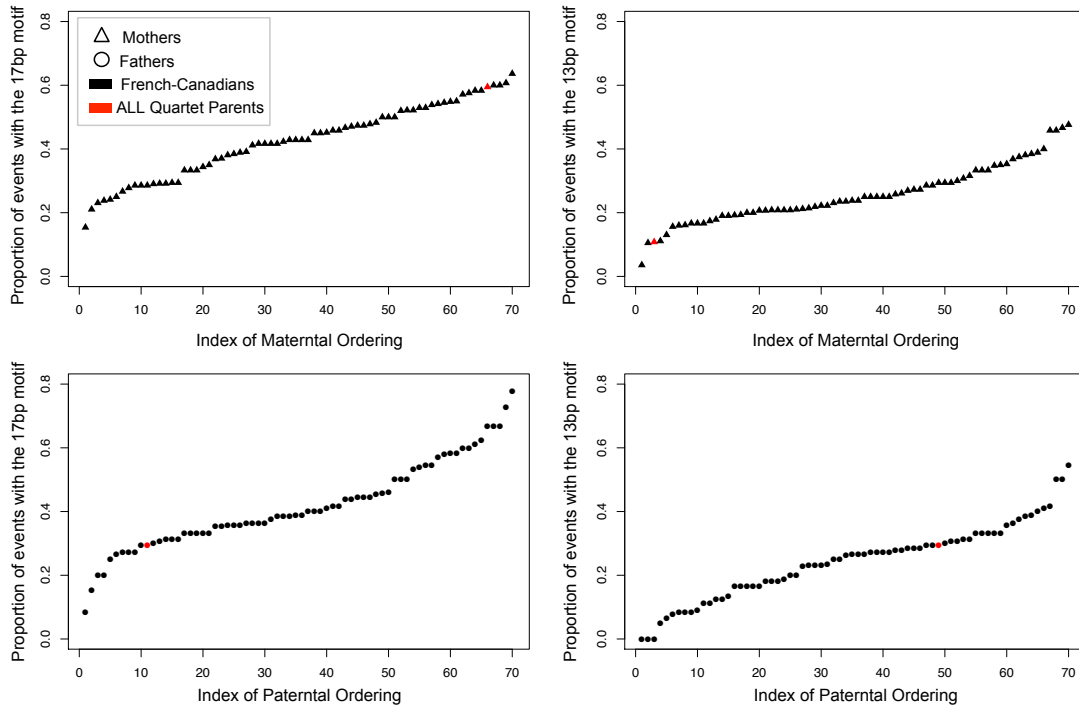 Mothers
Fathers
French-Canadians
ALL Quartet Parents
Proportion of events with the 17bp motif
0.0 0.2 0.4 0.6 0.8
0 10 20 30 40 50 60 70
Index of Materntal Ordering
Proportion of events with the 13bp motif
0.0 0.2 0.4 0.6 0.8
0 10 20 30 40 50 60 70
Index of Materntal Ordering
Proportion of events with the 17bp motif
0.0 0.2 0.4 0.6 0.8
0 10 20 30 40 50 60 70
Index of Paterntal Ordering
Proportion of events with the 13bp motif
0.0 0.2 0.4 0.6 0.8
0 10 20 30 40 50 60 70
Index of Paterntal Ordering